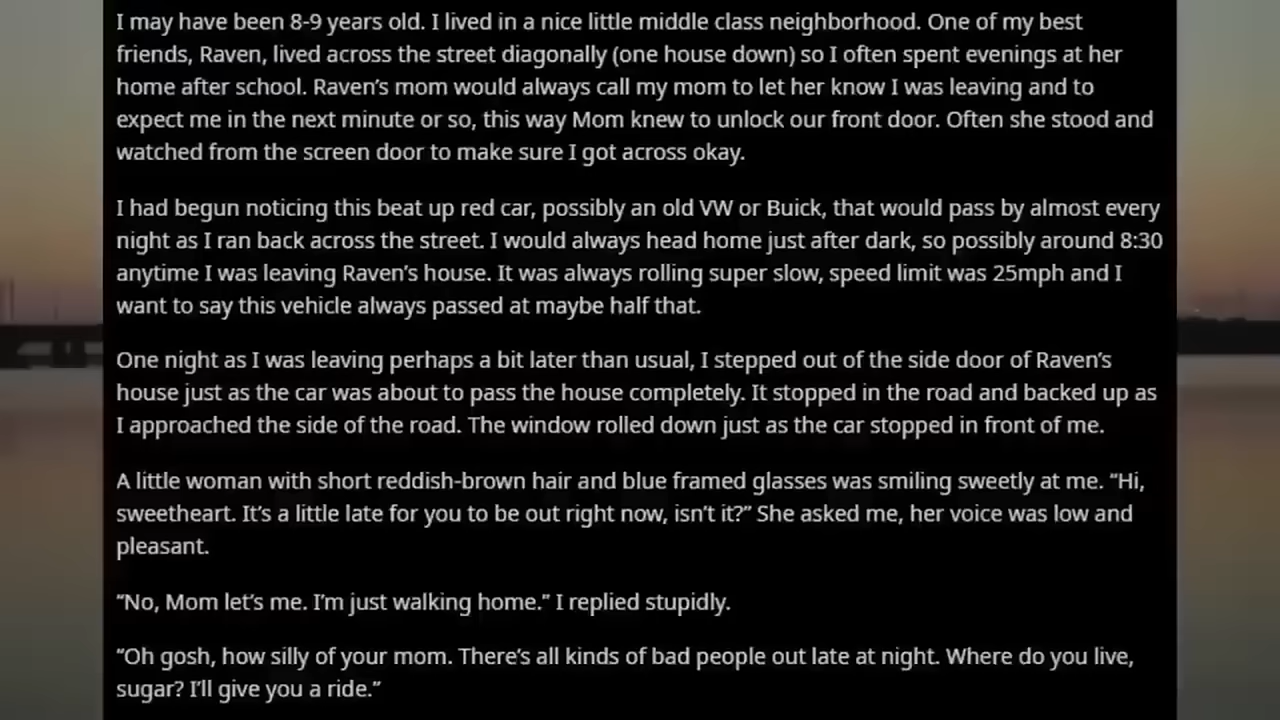 I may have been 8-9 years old. I lived in a nice little middle class neighborhood. One of my best
friends, Raven, lived across the street diagonally (one house down) so I often spent evenings at her
home after school. Raven’s mom would always call my mom to let her know I was leaving and to
expect me in the next minute or so, this way Mom knew to unlock our front door. Often she stood and
watched from the screen door to make sure I got across okay.
I had begun noticing this beat up red car, possibly an old VW or Buick, that would pass by almost every
night as I ran back across the street. I would always head home just after dark, so possibly around 8:30
anytime I was leaving Raven’s house. It was always rolling super slow, speed limit was 25mph and I
want to say this vehicle always passed at maybe half that.
One night as I was leaving perhaps a bit later than usual, I stepped out of the side door of Raven’s
house just as the car was about to pass the house completely. It stopped in the road and backed up as
I approached the side of the road. The window rolled down just as the car stopped in front of me.
A little woman with short reddish-brown hair and blue framed glasses was smiling sweetly at me. “Hi,
sweetheart. It’s a little late for you to be out right now, isn’t it?” She asked me, her voice was low and
pleasant.
“No, Mom let’s me. I’m just walking home.” I replied stupidly.
“Oh gosh, how silly of your mom. There’s all kinds of bad people out late at night. Where do you live,
sugar? I’ll give you a ride.”